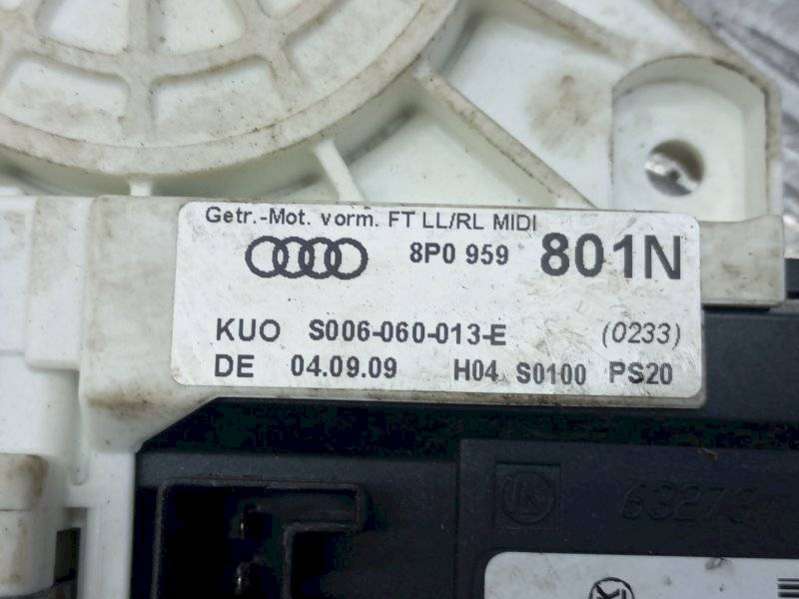 Getr.-Mot. vorm. FT LL/RL MIDI
8P0 959 801N
KUO S006-060-013-E (0233)
DE 04.09.09 H04 S0100 PS20